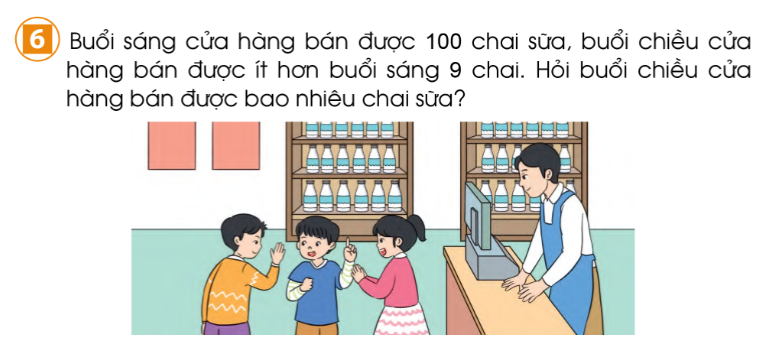 6 Buổi sáng cửa hàng bán được 100 chai sữa, buổi chiều cửa
hàng bán được ít hơn buổi sáng 9 chai. Hỏi buổi chiều cửa
hàng bán được bao nhiêu chai sữa?